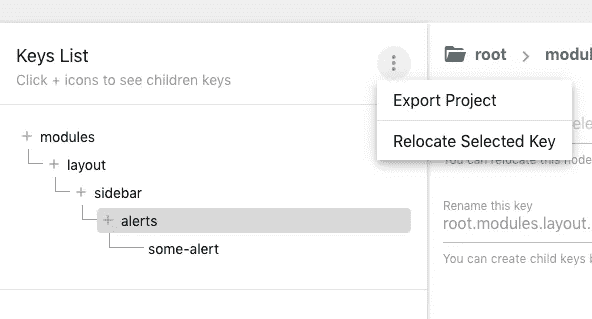 Keys List
Click + icons to see children keys
root > modu
Export Project
Relocate Selected Key
You can relocate this node
Rename this key
root.modules.layout.
You can create child keys b
+ modules
+ layout
+ sidebar
+ alerts
some-alert